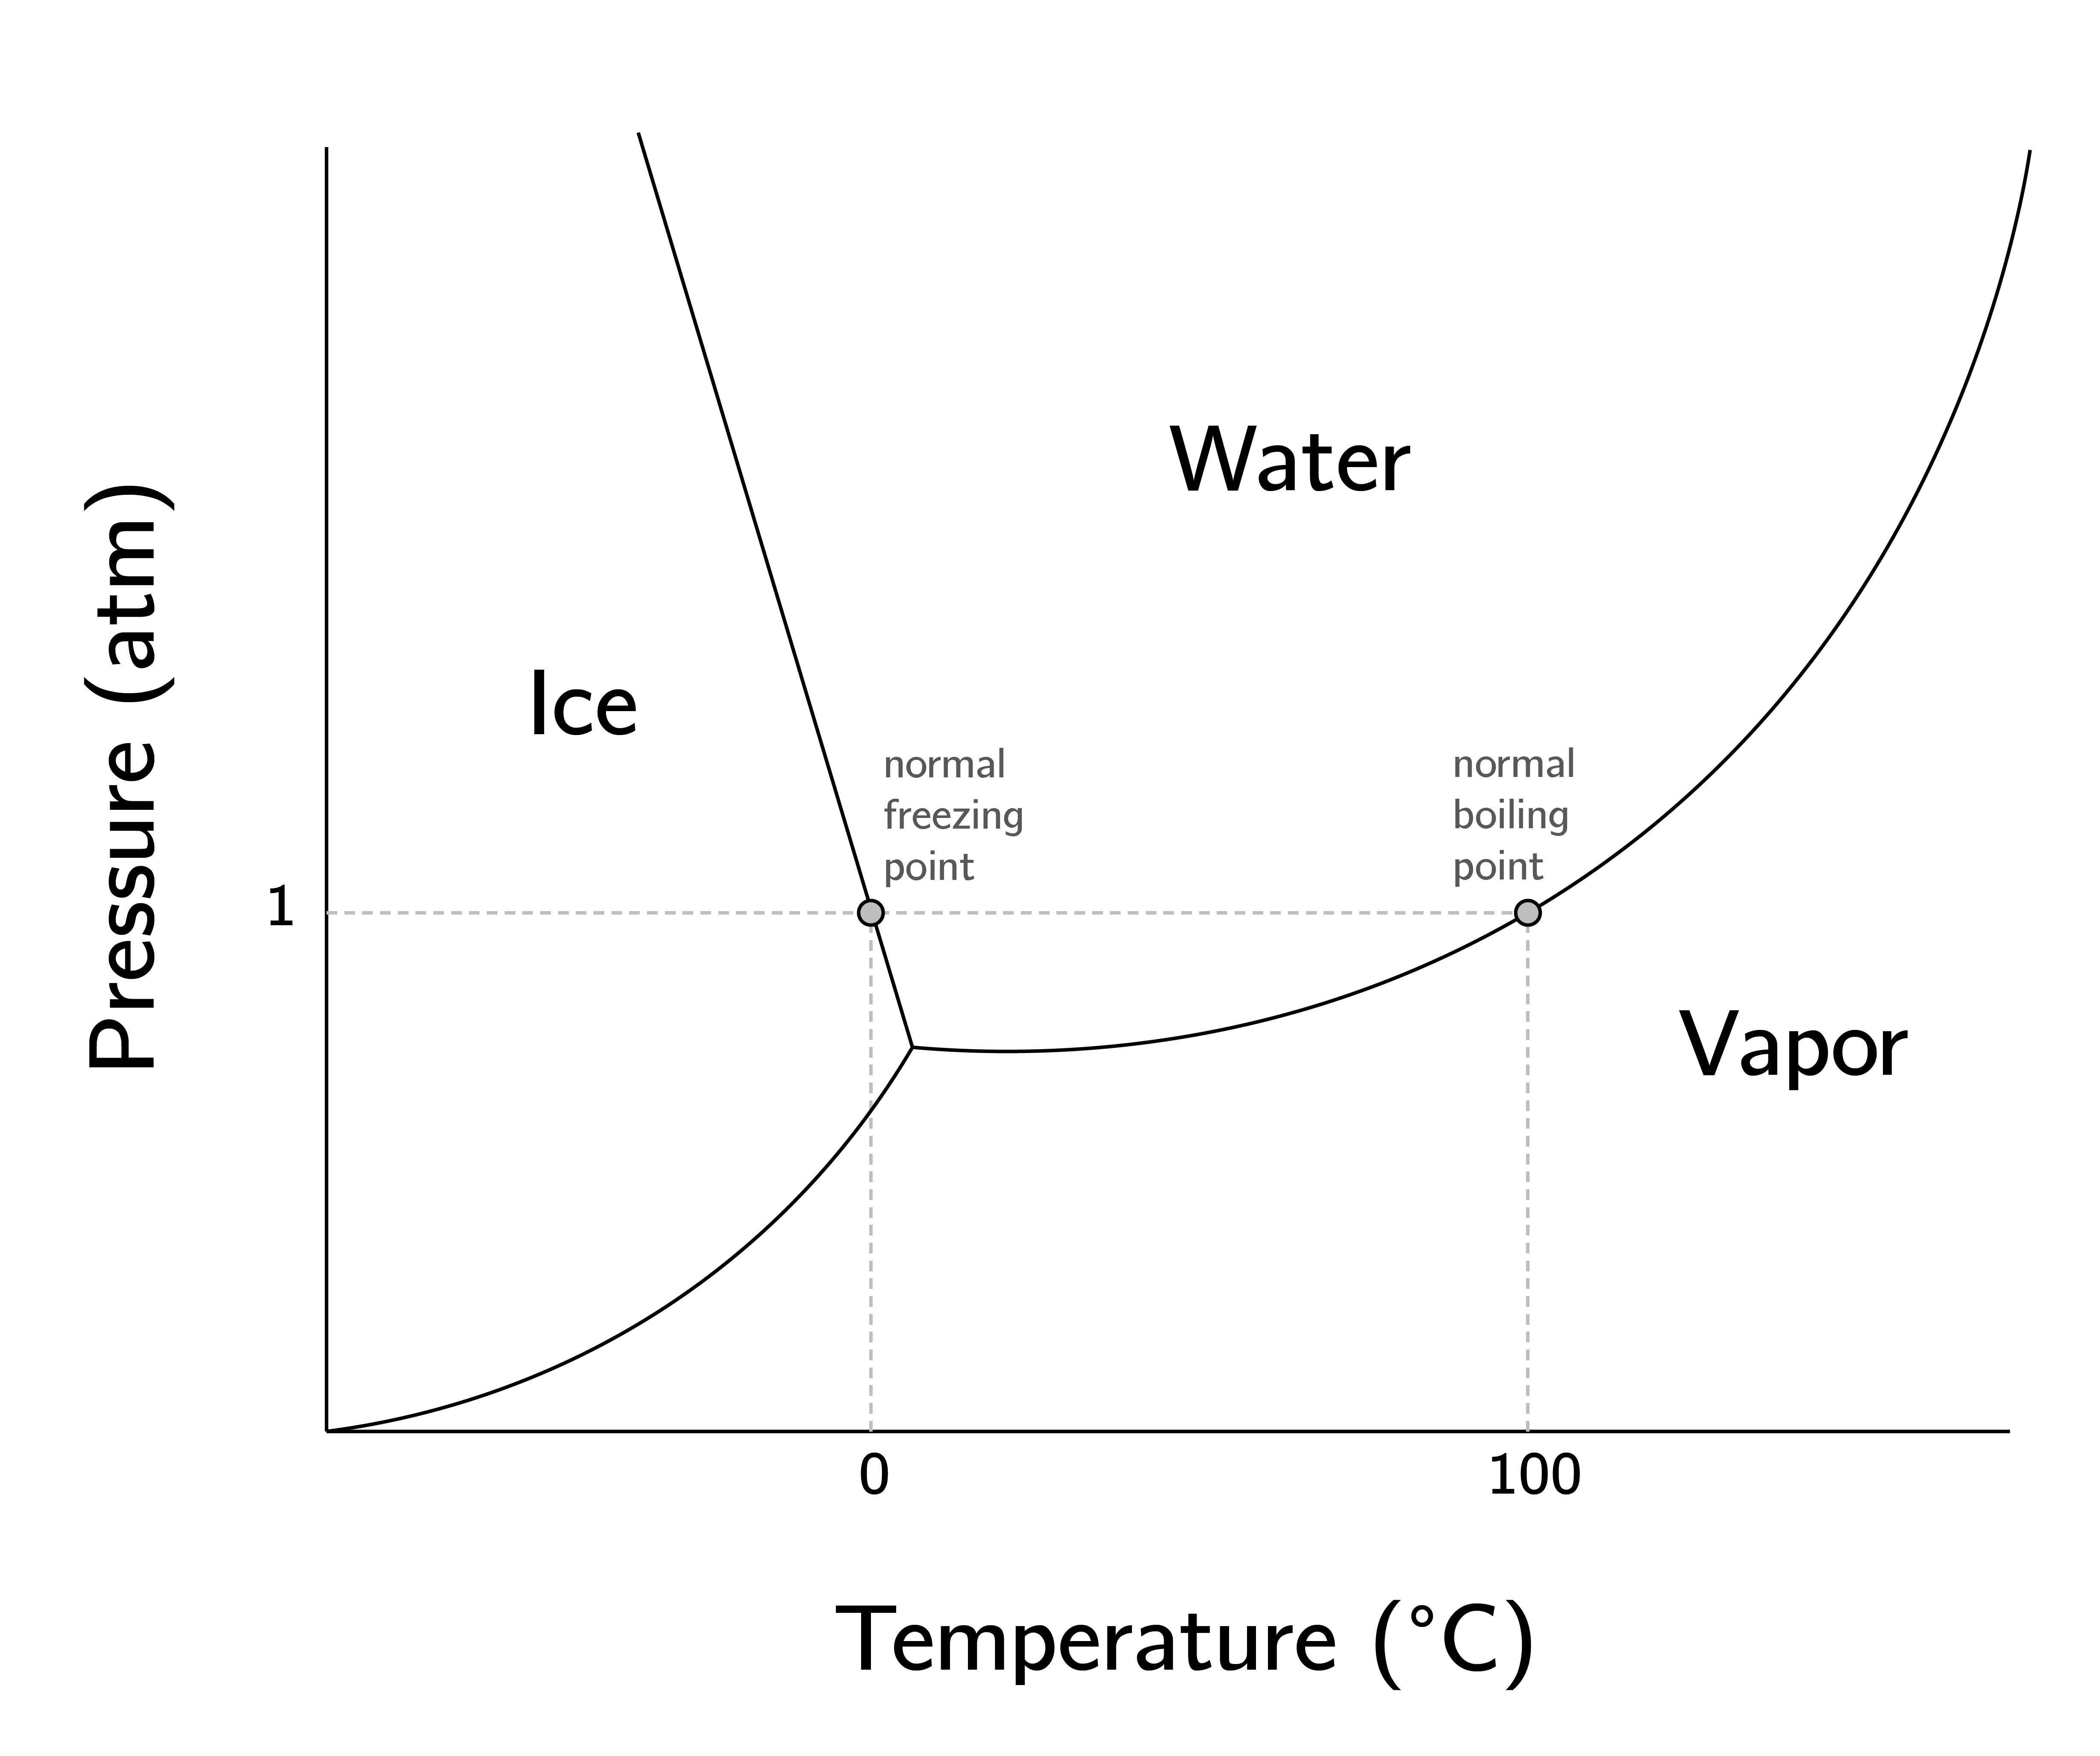 Water
Ice
normal
freezing
point
normal
boiling
point
1
Pressure (atm)
Vapor
0
100
Temperature (°C)